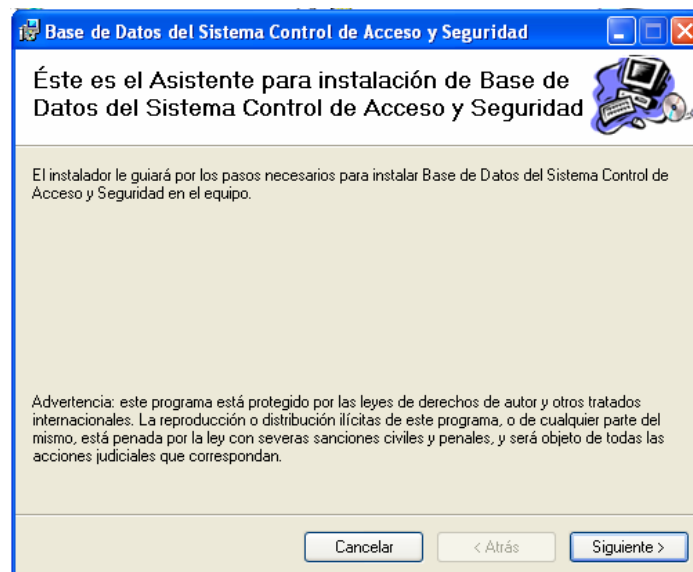 Base de Datos del Sistema Control de Acceso y Seguridad
Éste es el Asistente para instalación de Base de
Datos del Sistema Control de Acceso y Seguridad
El instalador le guiará por los pasos necesarios para instalar Base de Datos del Sistema Control de
Acceso y Seguridad en el equipo.
Advertencia: este programa está protegido por las leyes de derechos de autor y otros tratados
internacionales. La reproducción o distribución ilícitas de este programa, o de cualquier parte del
mismo, está penada por la ley con severas sanciones civiles y penales, y será objeto de todas las
acciones judiciales que correspondan.
Cancelar
< Atrás
Siguiente >